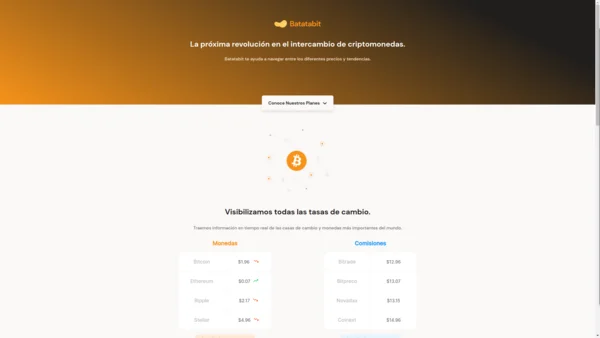 Batatabit
La próxima revolución en el intercambio de criptomonedas.
Batatabit te ayuda a navegar entre los diferentes precios y tendencias.
Conoce Nuestros Planes
Visibilizamos todas las tasas de cambio.
Traemos información en tiempo real de las casas de cambio y monedas más importantes del mundo.
Monedas
Bitcoin $1.96
Ethereum $0.07
Ripple $2.17
Stellar $4.96
Comisiones
Bitrade $12.96
Bitpreco $13.07
Novadax $13.15
Coinext $14.96